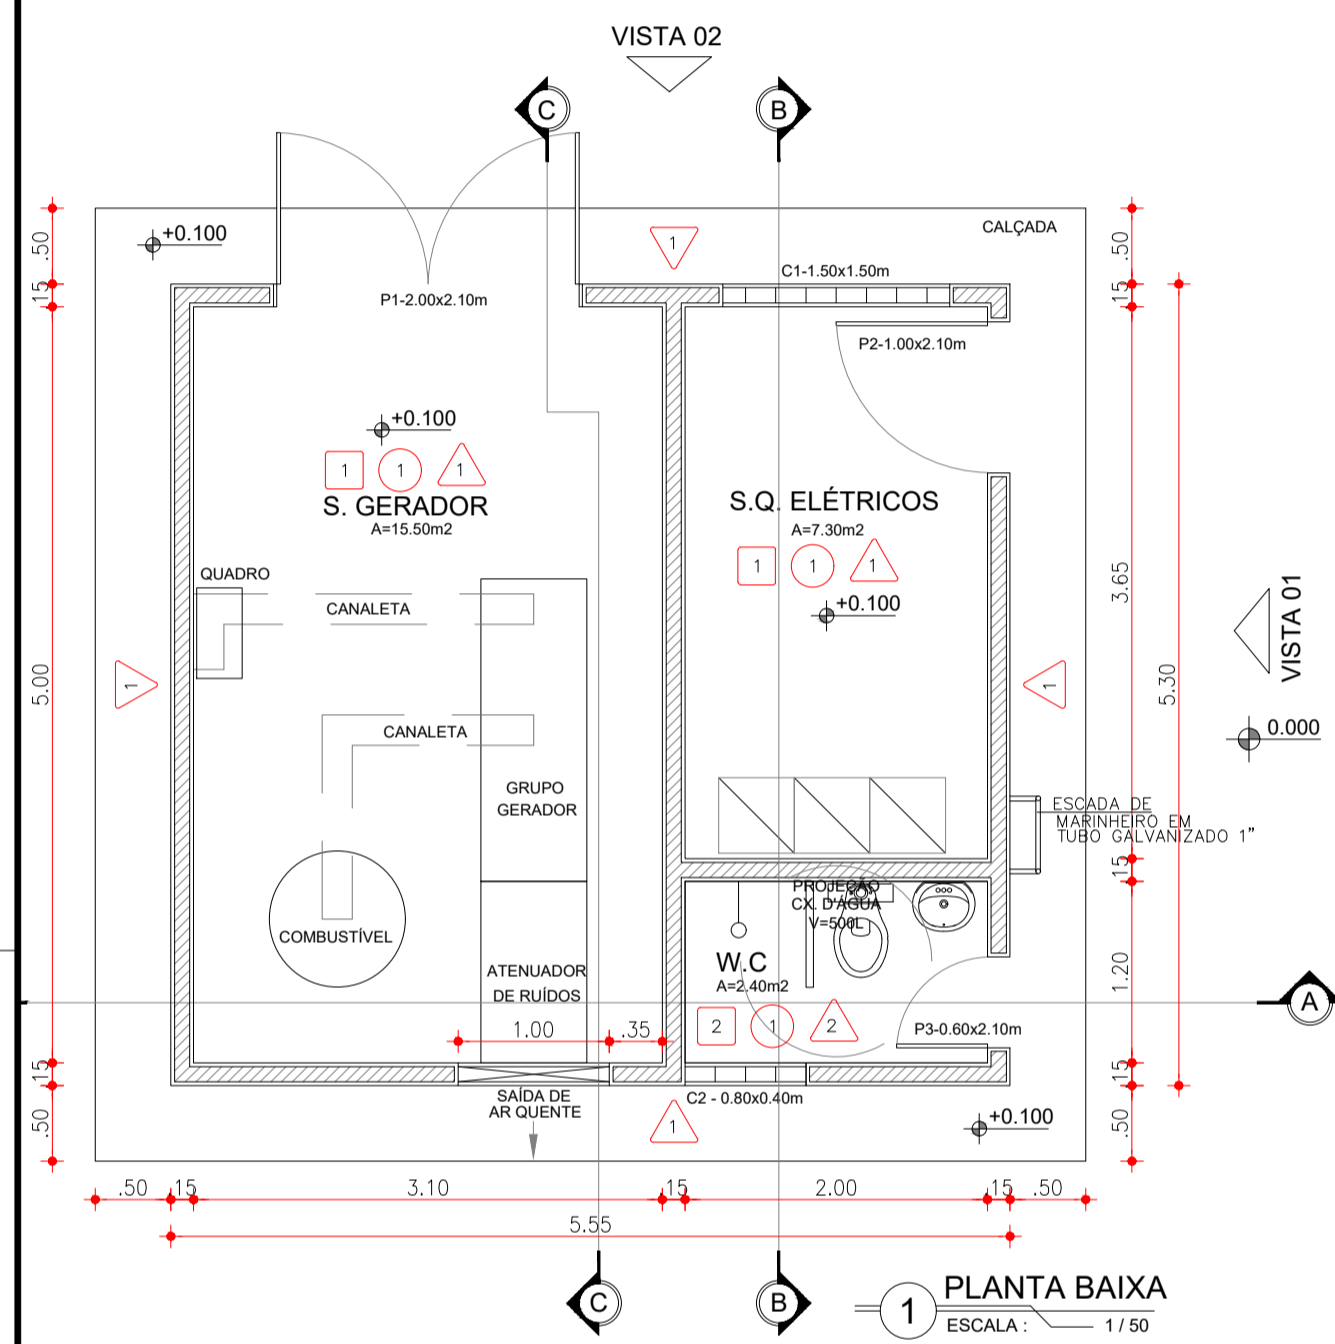 VISTA 02
C
B
+0.100
CALÇADA
1
C1-1.50x1.50m
P1-2.00x2.10m
P2-1.00x2.10m
.50
15
.50
15
+0.100
1
1
1
S. GERADOR
A=15.50m2
S.Q. ELÉTRICOS
A=7.30m2
1
1
1
+0.100
QUADRO
CANALETA
CANALETA
3.65
5.30
5.00
1
1
VISTA 01
0.000
GRUPO
GERADOR
ESCADA DE
MARINHEIRO EM
TUBO GALVANIZADO 1”
15
PROJEÇÃO
CX. D'ÁGUA
V=500L
COMBUSTÍVEL
W.C
A=2.40m2
ATENUADOR
DE RUÍDOS
1.20
A
2
1
2
P3-0.60x2.10m
1.00
.35
15
15
SAÍDA DE
AR QUENTE
C2 - 0.80x0.40m
1
+0.100
.50
.50
.50
15
3.10
15
2.00
15
.50
5.55
C
B
1
PLANTA BAIXA
ESCALA :
1 / 50